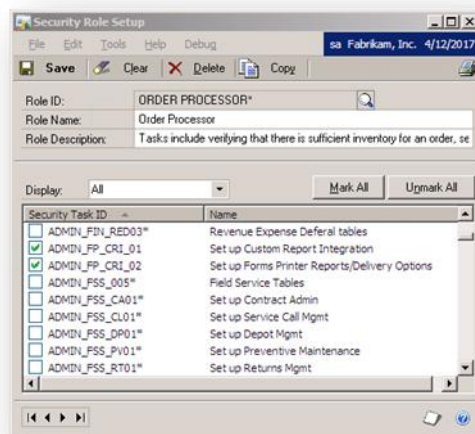 Security Role Setup
File Edit Tools Help Debug sa Fabrikam, Inc. 4/12/2017
Save Clear Delete Copy
Role ID: ORDER PROCESSOR*
Role Name: Order Processor
Role Description: Tasks include verifying that there is sufficient inventory for an order, se
Display: All Mark All Unmark All
Security Task ID Name
ADMIN_FIN_RED03* Revenue Expense Deferal tables
ADMIN_FP_CRI_01 Set up Custom Report Integration
ADMIN_FP_CRI_02 Set up Forms Printer Reports/Delivery Options
ADMIN_FSS_005* Field Service Tables
ADMIN_FSS_CA01* Set up Contract Admin
ADMIN_FSS_CL01* Set up Service Call Mgmt
ADMIN_FSS_DP01* Set up Depot Mgmt
ADMIN_FSS_PV01* Set up Preventive Maintenance
ADMIN_FSS_RT01* Set up Returns Mgmt